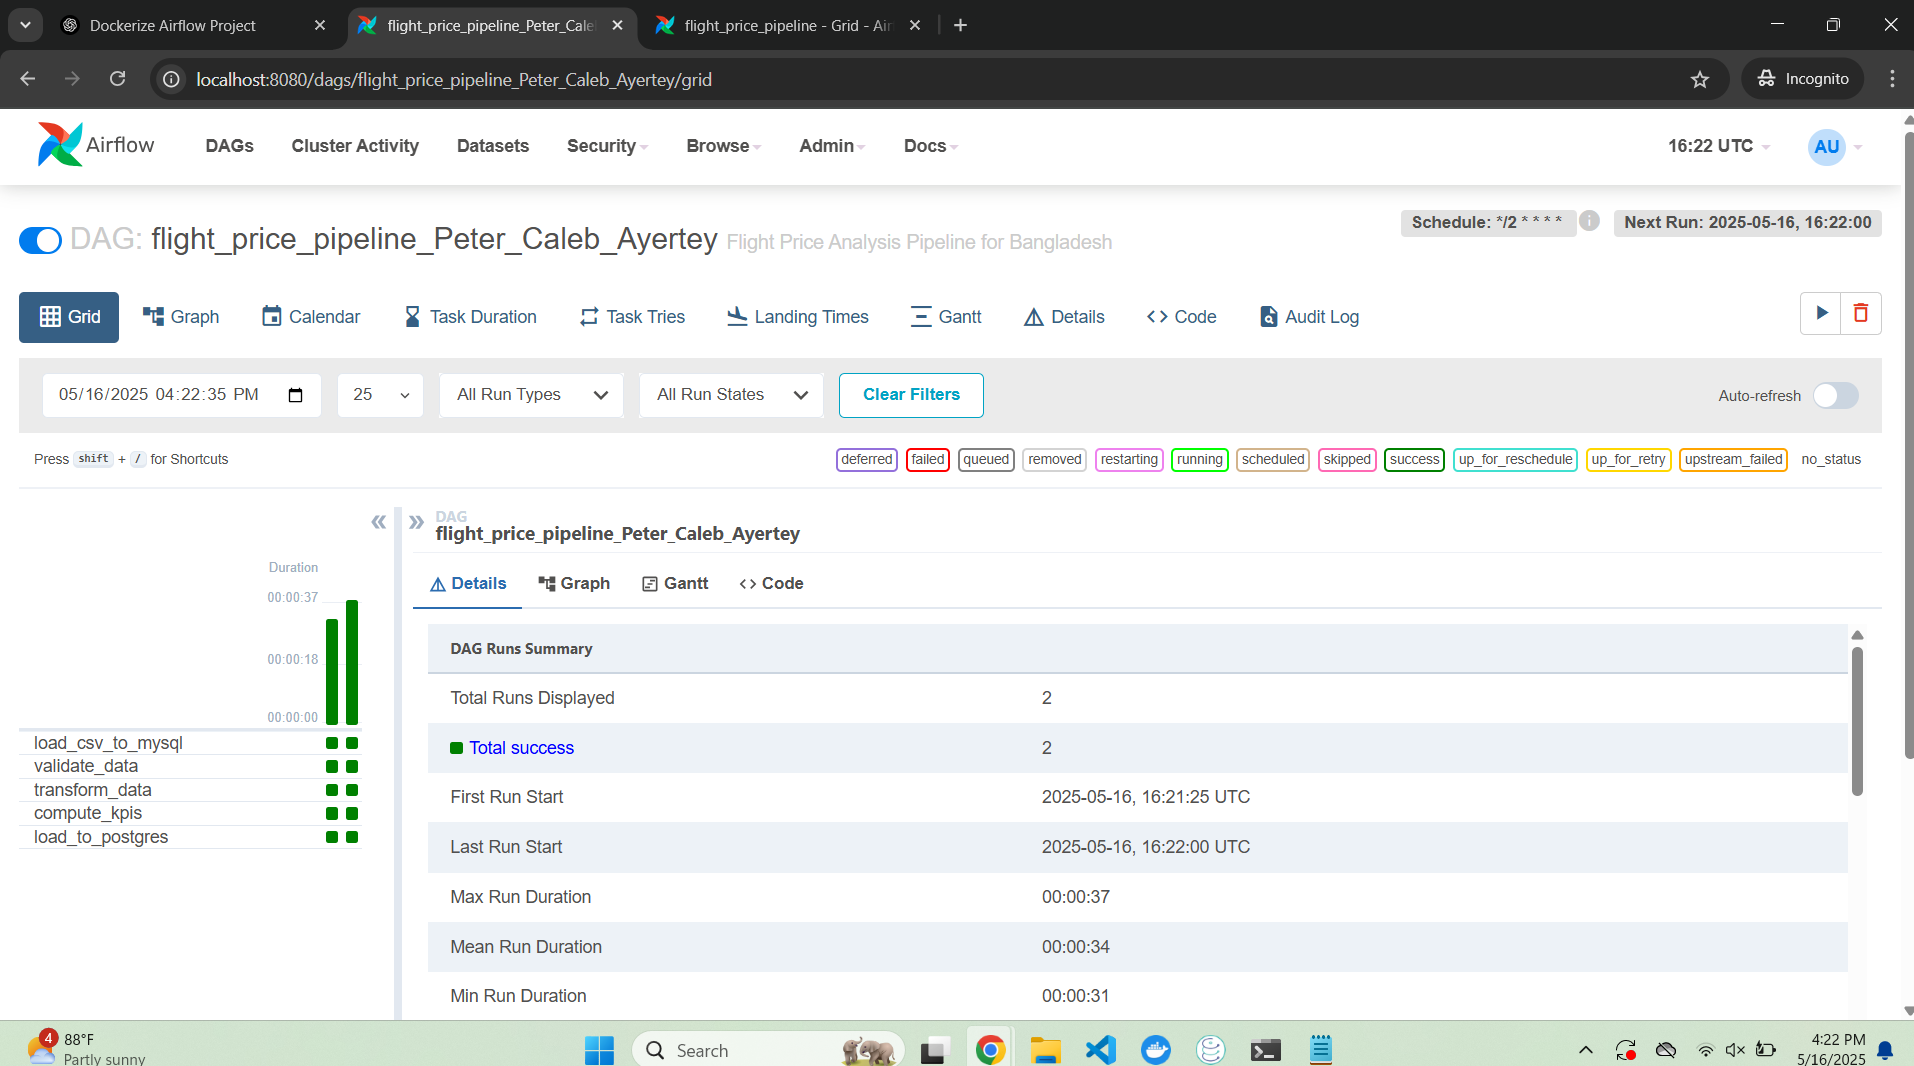 Dockerize Airflow Project
flight_price_pipeline_Peter_Cale
flight_price_pipeline - Grid - Air
localhost:8080/dags/flight_price_pipeline_Peter_Caleb_Ayertey/grid
Incognito
Airflow
DAGs
Cluster Activity
Datasets
Security
Browse
Admin
Docs
16:22 UTC
AU
DAG: flight_price_pipeline_Peter_Caleb_Ayertey Flight Price Analysis Pipeline for Bangladesh
Schedule: */2 * * * *
i
Next Run: 2025-05-16, 16:22:00
Grid
Graph
Calendar
Task Duration
Task Tries
Landing Times
Gantt
Details
Code
Audit Log
05/16/2025 04:22:35 PM
25
All Run Types
All Run States
Clear Filters
Auto-refresh
Press shift + / for Shortcuts
deferred
failed
queued
removed
restarting
running
scheduled
skipped
success
up_for_reschedule
up_for_retry
upstream_failed
no_status
Duration
00:00:37
00:00:18
00:00:00
load_csv_to_mysql
validate_data
transform_data
compute_kpis
load_to_postgres
DAG
flight_price_pipeline_Peter_Caleb_Ayertey
Details
Graph
Gantt
Code
DAG Runs Summary
Total Runs Displayed 2
Total success 2
First Run Start 2025-05-16, 16:21:25 UTC
Last Run Start 2025-05-16, 16:22:00 UTC
Max Run Duration 00:00:37
Mean Run Duration 00:00:34
Min Run Duration 00:00:31
4
88°F
Partly sunny
Search
4:22 PM
5/16/2025